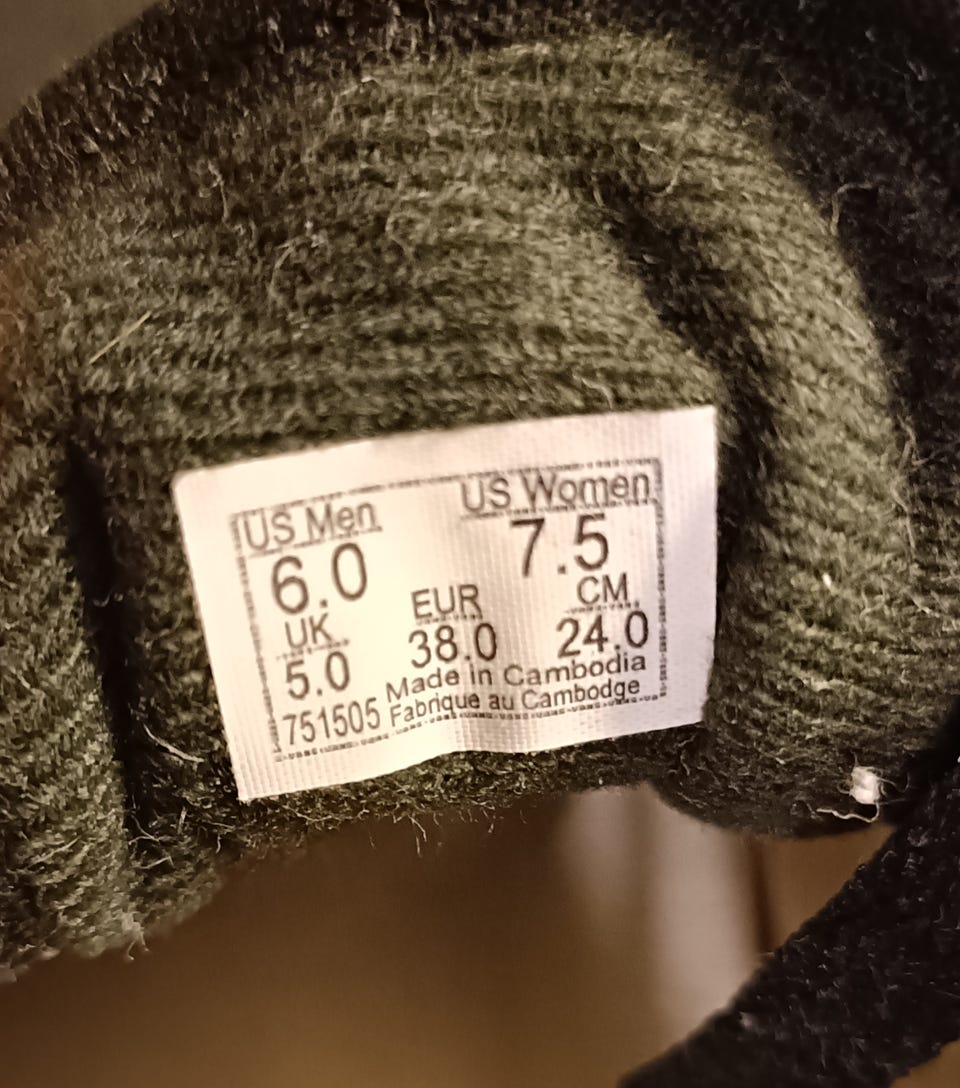 US Men US Women
6.0 7.5
UK EUR CM
5.0 38.0 24.0
Made in Cambodia
751505 Fabrique au Cambodge